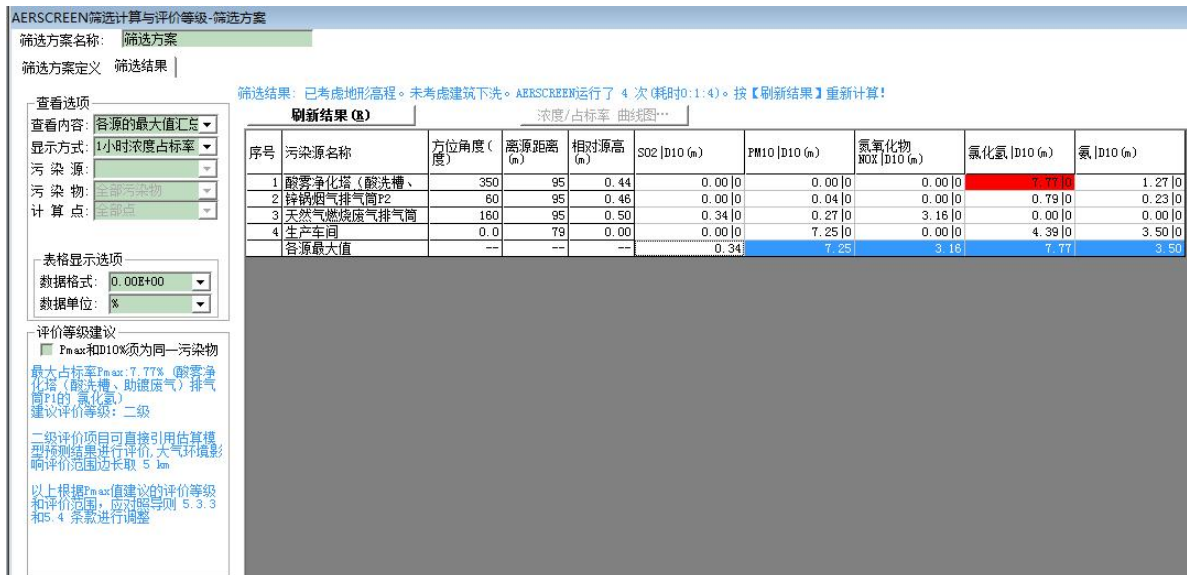 AERSCREEN筛选计算与评价等级-筛选方案
筛选方案名称: 筛选方案
筛选方案定义 筛选结果
筛选结果: 已考虑地形高程。未考虑建筑下洗。AERSCREEN运行了 4 次(耗时0:1:4)。按【刷新结果】重新计算!
刷新结果(R) 浓度/占标率 曲线图…
查看选项
查看内容: 各源的最大值汇总
显示方式: 1小时浓度占标率
污 染 源:
污 染 物: 全部污染物
计 算 点: 全部点
表格显示选项
数据格式: 0.00E+00
数据单位: %
评价等级建议
Pmax和D10%须为同一污染物
最大占标率Pmax:7.77% (酸雾净
化塔(酸洗槽、助镀废气)排气
筒P1的 氯化氢)
建议评价等级: 二级
二级评价项目可直接引用估算模
型预测结果进行评价,大气环境影
响评价范围边长取 5 km
以上根据Pmax值建议的评价等级
和评价范围,应对照导则 5.3.3
和5.4 条款进行调整
序号 污染源名称 方位角度(度) 离源距离(m) 相对源高(m) SO2|D10(m) PM10|D10(m) 氮氧化物NOX|D10(m) 氯化氢|D10(m) 氨|D10(m)
1 酸雾净化塔(酸洗槽、 350 95 0.44 0.00|0 0.00|0 0.00|0 7.77|0 1.27|0
2 锌锅烟气排气筒P2 60 95 0.46 0.00|0 0.04|0 0.00|0 0.79|0 0.23|0
3 天然气燃烧废气排气筒 160 95 0.50 0.34|0 0.27|0 3.16|0 0.00|0 0.00|0
4 生产车间 0.0 79 0.00 0.00|0 7.25|0 0.00|0 4.39|0 3.50|0
各源最大值 -- -- -- 0.34 7.25 3.16 7.77 3.50